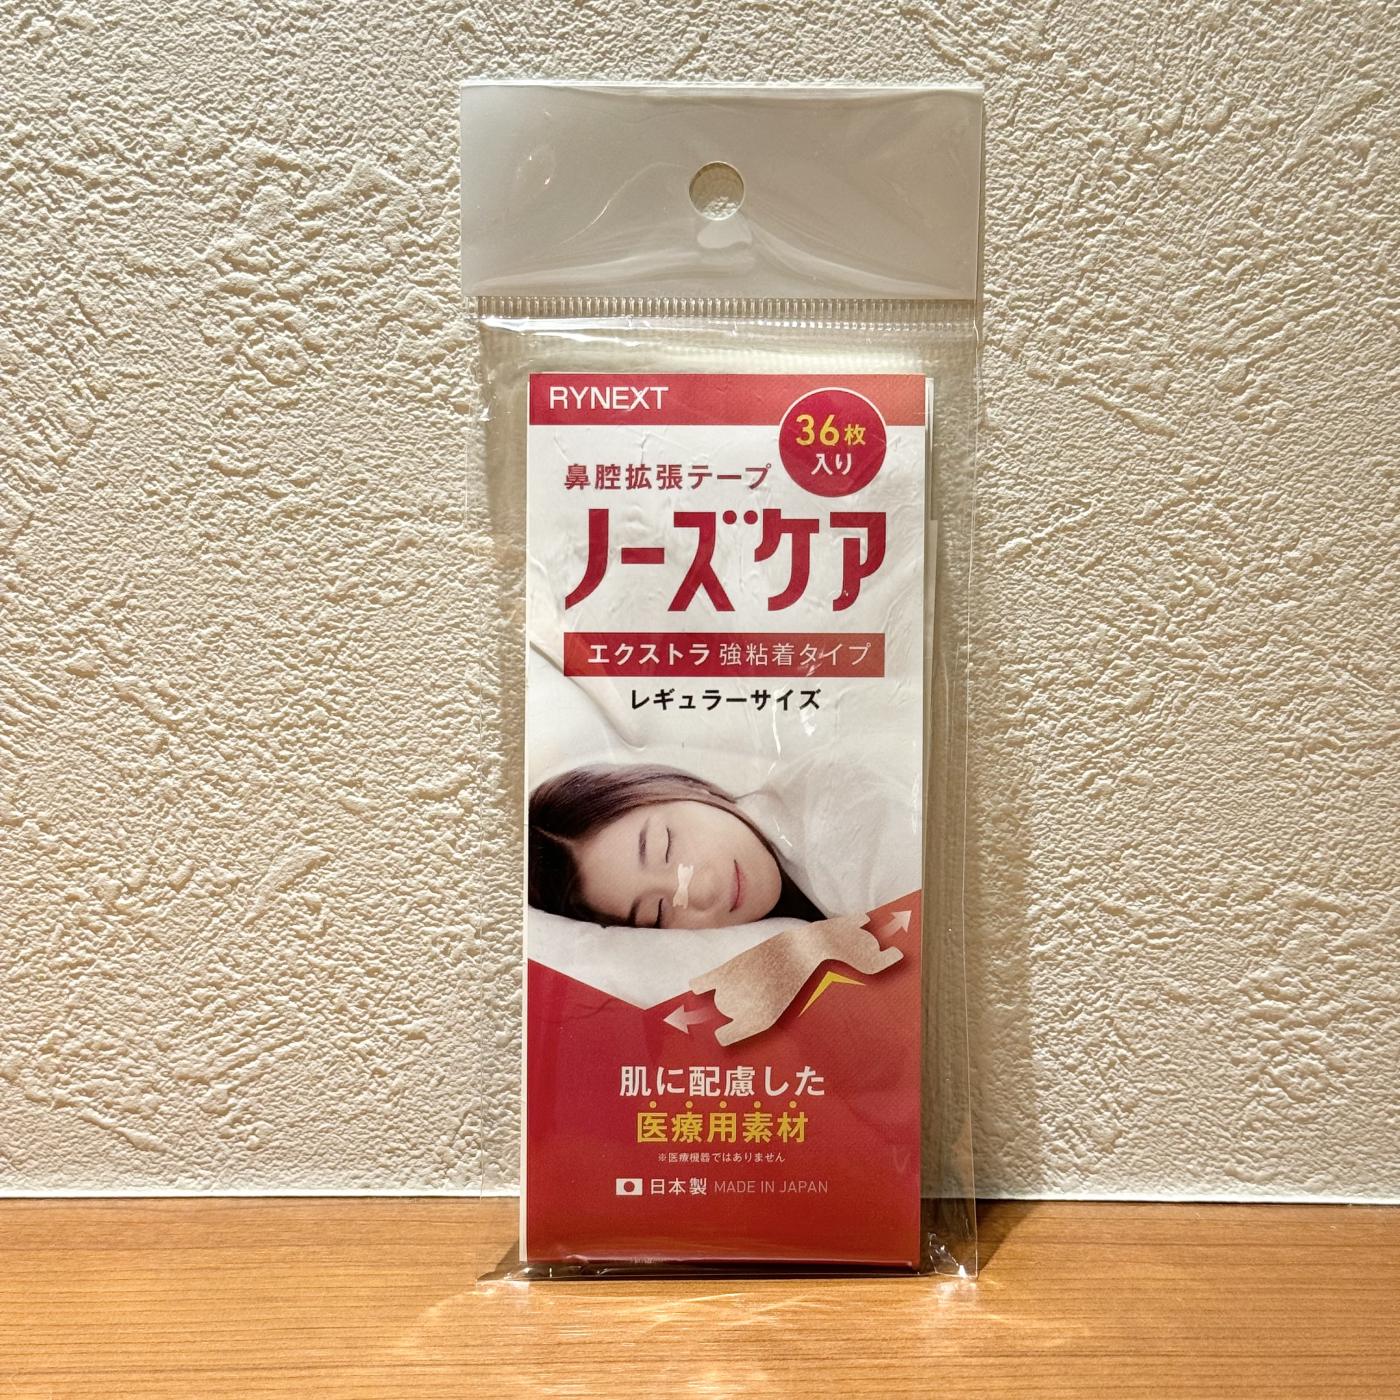 RYNEXT
36枚
入り
鼻腔拡張テープ
ノーズケア
エクストラ 強粘着タイプ
レギュラーサイズ
肌に配慮した
医療用素材
※医療機器ではありません
日本製 MADE IN JAPAN